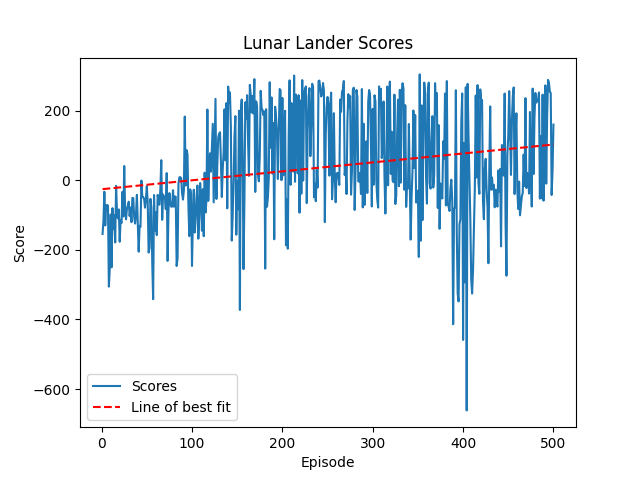 Lunar Lander Scores
200
0
−200
−400
−600
Score
Scores
Line of best fit
0
100
200
300
400
500
Episode